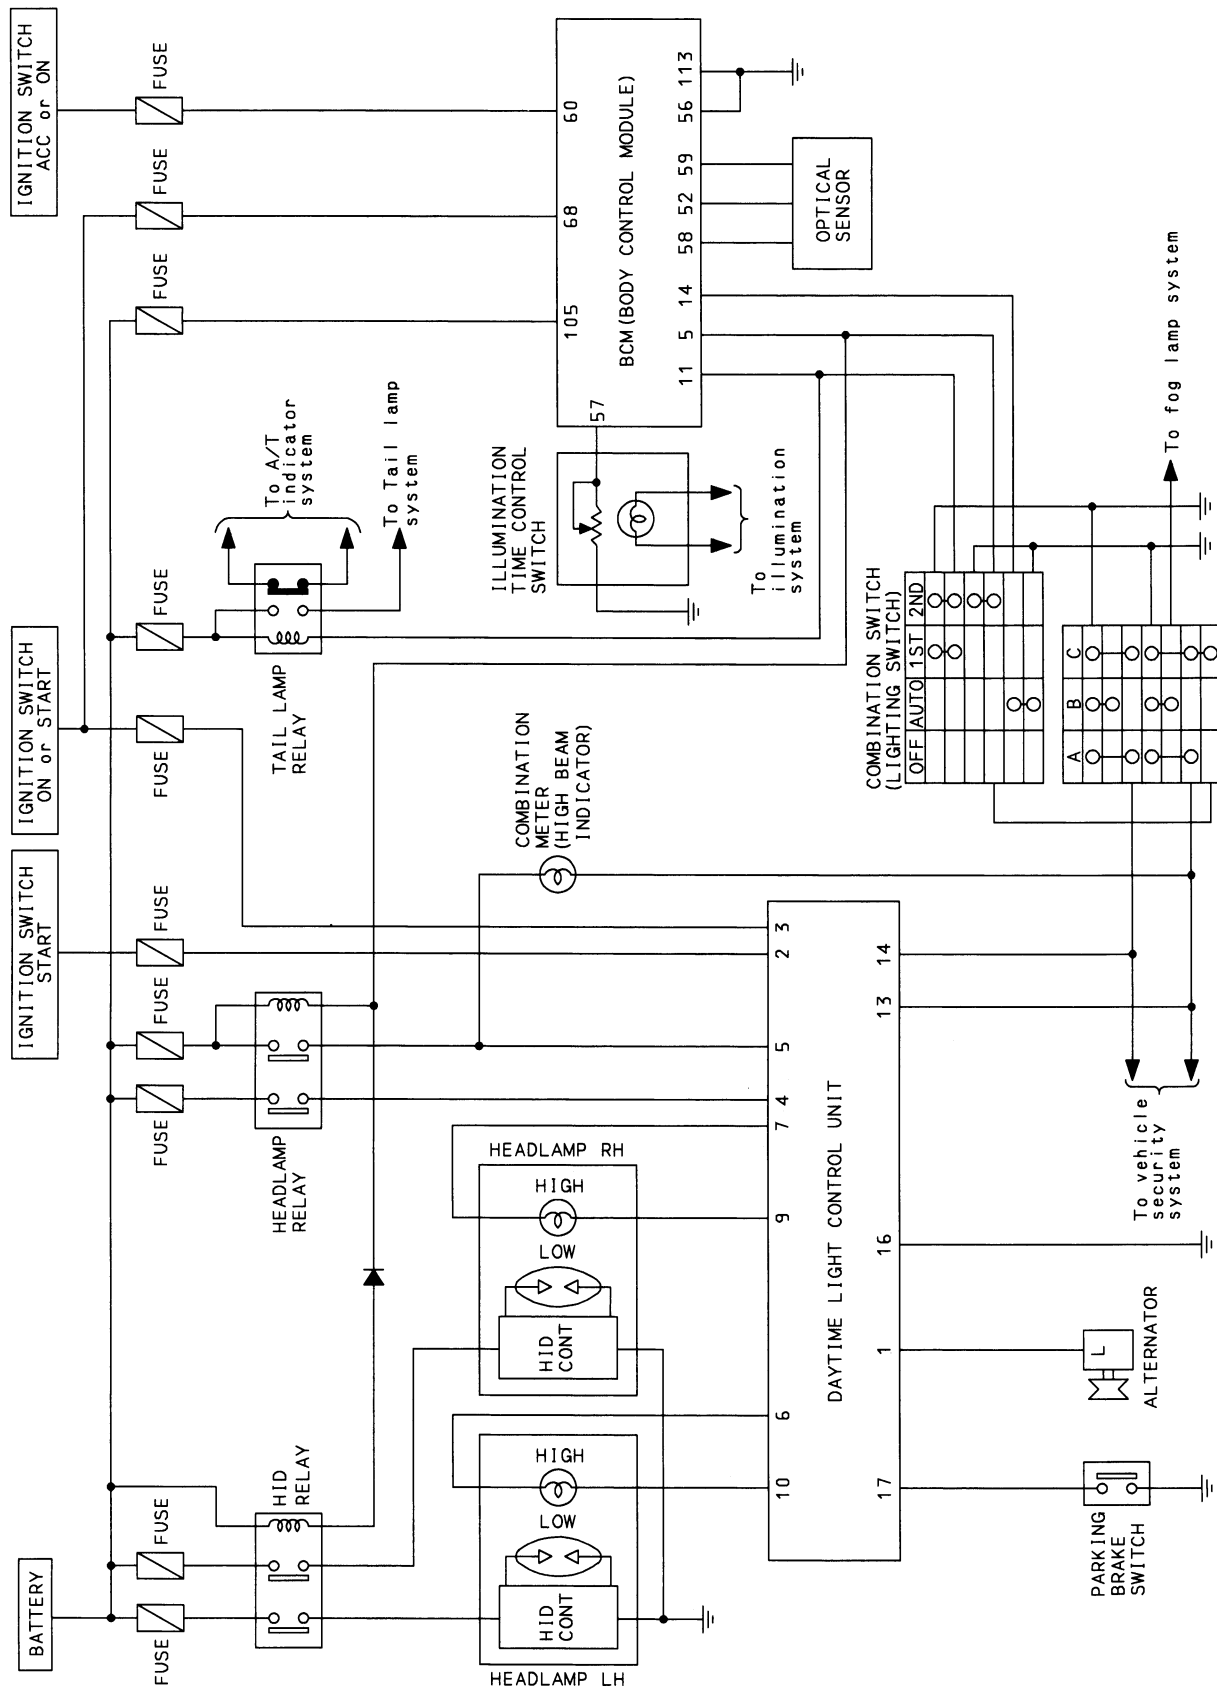 BATTERY
IGNITION SWITCH
START
IGNITION SWITCH
ON or START
IGNITION SWITCH
ACC or ON
FUSE
FUSE
FUSE
FUSE
FUSE
FUSE
FUSE
FUSE
FUSE
FUSE
HID
RELAY
HEADLAMP
RELAY
TAIL LAMP
RELAY
To A/T
indicator
system
To Tail lamp
system
105
68
60
BCM(BODY CONTROL MODULE)
57
11
5
14
58
52
59
56
113
ILLUMINATION
TIME CONTROL
SWITCH
To
illumination
system
OPTICAL
SENSOR
COMBINATION
METER
(HIGH BEAM
INDICATOR)
HEADLAMP LH
HIGH
LOW
HID
CONT
HEADLAMP RH
HIGH
LOW
HID
CONT
10
6
9
7
4
5
2
3
DAYTIME LIGHT CONTROL UNIT
17
1
16
13
14
COMBINATION SWITCH
(LIGHTING SWITCH)
OFF
AUTO
1ST
2ND
A
B
C
To fog lamp system
To vehicle
security
system
PARKING
BRAKE
SWITCH
L
ALTERNATOR